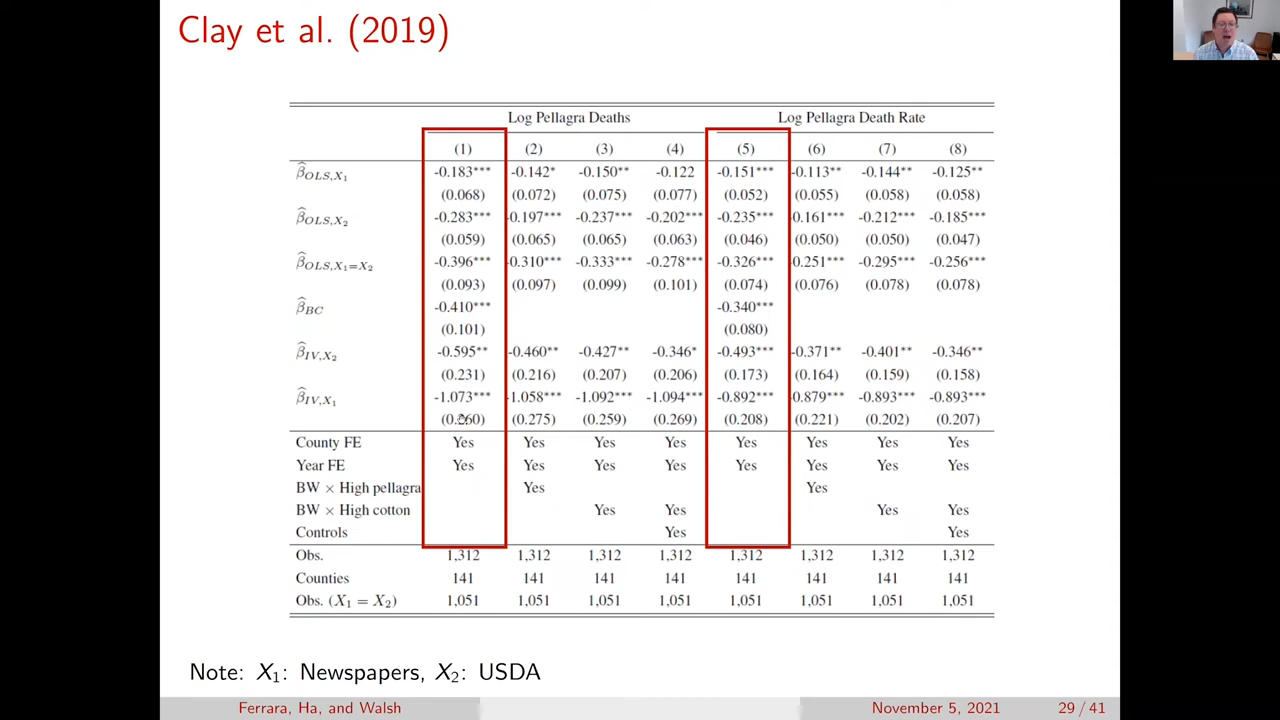 Clay et al. (2019)
Log Pellagra Deaths Log Pellagra Death Rate
(1) (2) (3) (4) (5) (6) (7) (8)
β̂OLS,X1 -0.183*** -0.142* -0.150** -0.122 -0.151*** -0.113** -0.144** -0.125**
(0.068) (0.072) (0.075) (0.077) (0.052) (0.055) (0.058) (0.058)
β̂OLS,X2 -0.283*** -0.197*** -0.237*** -0.202*** -0.235*** -0.161*** -0.212*** -0.185***
(0.059) (0.065) (0.065) (0.063) (0.046) (0.050) (0.050) (0.047)
β̂OLS,X1=X2 -0.396*** -0.310*** -0.333*** -0.278*** -0.326*** -0.251*** -0.295*** -0.256***
(0.093) (0.097) (0.099) (0.101) (0.074) (0.076) (0.078) (0.078)
β̂BC -0.410*** -0.340***
(0.101) (0.080)
β̂IV,X2 -0.595** -0.460** -0.427** -0.346* -0.493*** -0.371** -0.401** -0.346**
(0.231) (0.216) (0.207) (0.206) (0.173) (0.164) (0.159) (0.158)
β̂IV,X1 -1.073*** -1.058*** -1.092*** -1.094*** -0.892*** -0.879*** -0.893*** -0.893***
(0.260) (0.275) (0.259) (0.269) (0.208) (0.221) (0.202) (0.207)
County FE Yes Yes Yes Yes Yes Yes Yes Yes
Year FE Yes Yes Yes Yes Yes Yes Yes Yes
BW × High pellagra Yes Yes
BW × High cotton Yes Yes Yes Yes
Controls Yes Yes
Obs. 1,312 1,312 1,312 1,312 1,312 1,312 1,312 1,312
Counties 141 141 141 141 141 141 141 141
Obs. (X1 = X2) 1,051 1,051 1,051 1,051 1,051 1,051 1,051 1,051
Note: X1: Newspapers, X2: USDA
Ferrara, Ha, and Walsh November 5, 2021 29 / 41